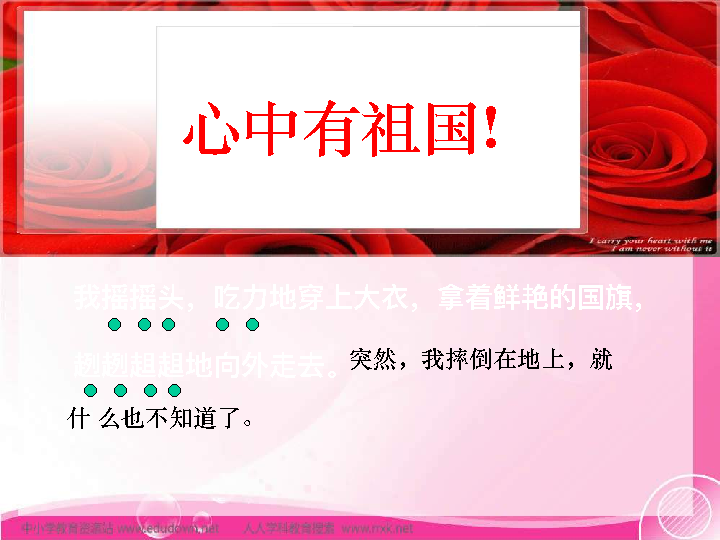 心中有祖国!
I carry your heart with me
I am never without it
我摇摇头，吃力地穿上大衣，拿着鲜艳的国旗，
趔趔趄趄地向外走去。突然，我摔倒在地上，就
什 么也不知道了。
中小学教育资源站 www.edudown.net 人人学科教育搜索 www.rrxk.net